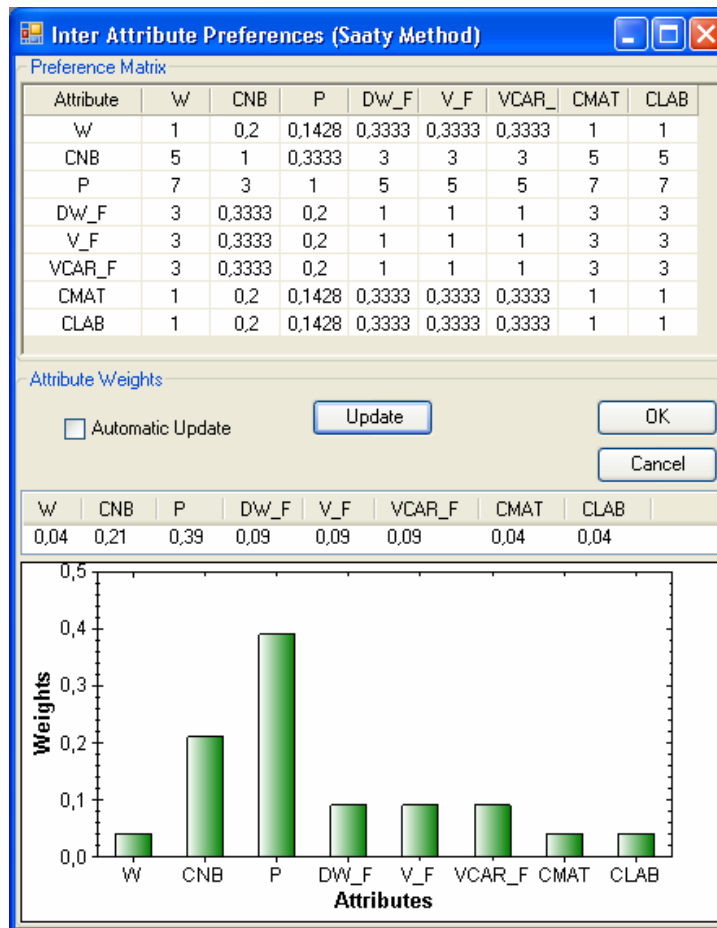 Inter Attribute Preferences (Saaty Method)
Preference Matrix
Attribute W CNB P DW_F V_F VCAR_ CMAT CLAB
W 1 0,2 0,1428 0,3333 0,3333 0,3333 1 1
CNB 5 1 0,3333 3 3 3 5 5
P 7 3 1 5 5 5 7 7
DW_F 3 0,3333 0,2 1 1 1 3 3
V_F 3 0,3333 0,2 1 1 1 3 3
VCAR_F 3 0,3333 0,2 1 1 1 3 3
CMAT 1 0,2 0,1428 0,3333 0,3333 0,3333 1 1
CLAB 1 0,2 0,1428 0,3333 0,3333 0,3333 1 1
Attribute Weights
Automatic Update Update OK
Cancel
W CNB P DW_F V_F VCAR_F CMAT CLAB
0,04 0,21 0,39 0,09 0,09 0,09 0,04 0,04
0,5
0,4
0,3
0,2
0,1
0,0
Weights
W CNB P DW_F V_F VCAR_F CMAT CLAB
Attributes